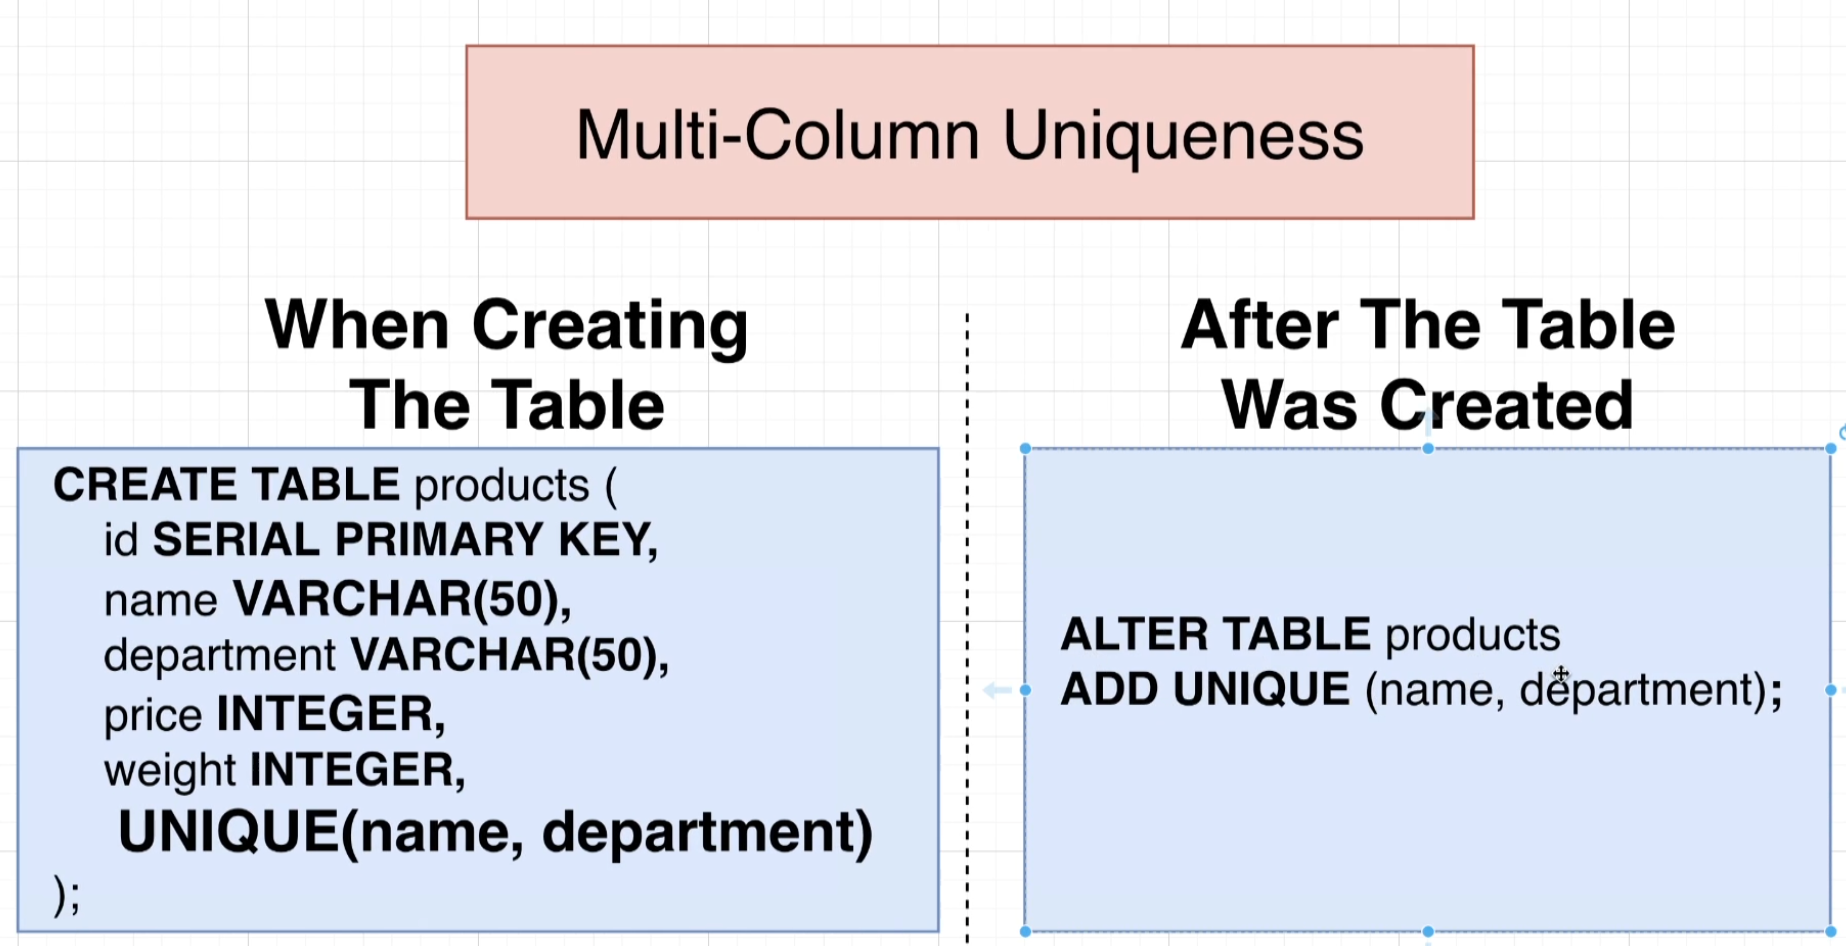 Multi-Column Uniqueness
When Creating
The Table
CREATE TABLE products (
id SERIAL PRIMARY KEY,
name VARCHAR(50),
department VARCHAR(50),
price INTEGER,
weight INTEGER,
UNIQUE(name, department)
);
After The Table
Was Created
ALTER TABLE products
ADD UNIQUE (name, department);